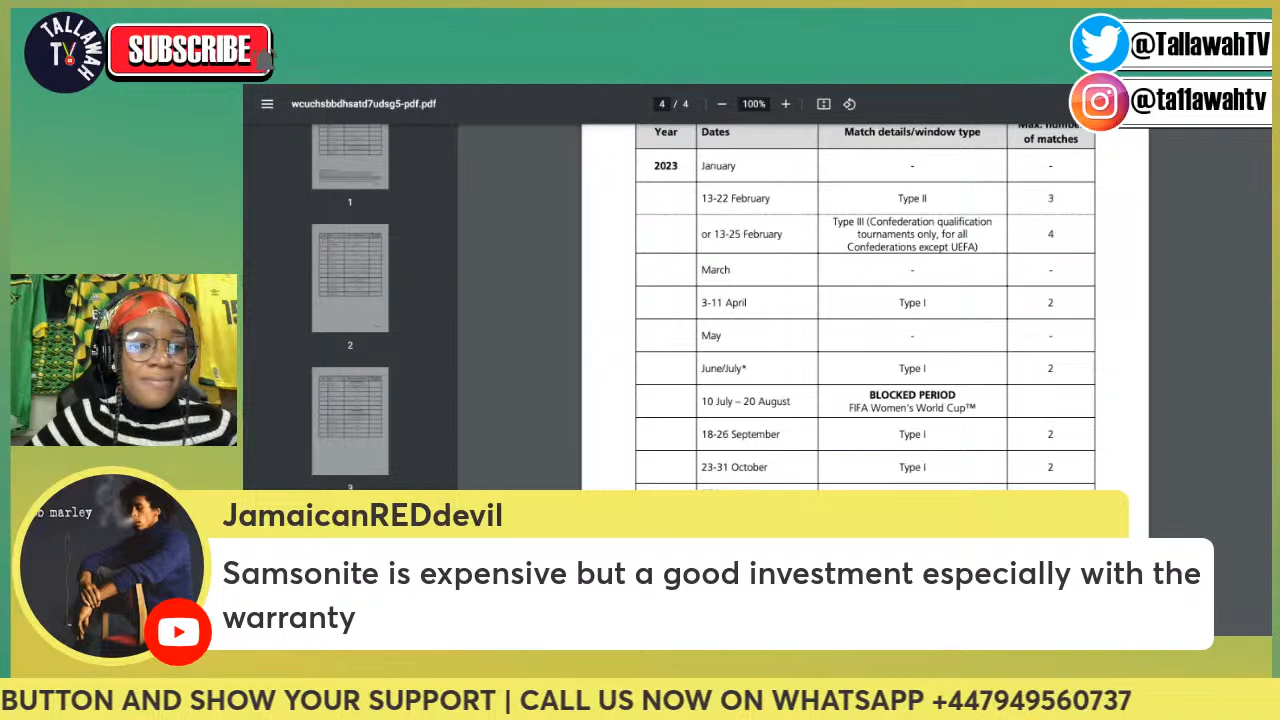 TALLAWAH
TV
SUBSCRIBE
@TallawahTV
@ta11awahtv
wcuchsbbdhsatd7udsg5-pdf.pdf
4 / 4
100%
Year Dates Match details/window type Max. number of matches
2023 January - -
13-22 February Type II 3
or 13-25 February Type III (Confederation qualification
tournaments only, for all
Confederations except UEFA) 4
March - -
3-11 April Type I 2
May - -
June/July* Type I 2
10 July – 20 August BLOCKED PERIOD
FIFA Women's World Cup™
18-26 September Type I 2
23-31 October Type I 2
1
2
3
15
b marley
JamaicanREDdevil
Samsonite is expensive but a good investment especially with the
warranty
BUTTON AND SHOW YOUR SUPPORT | CALL US NOW ON WHATSAPP +447949560737